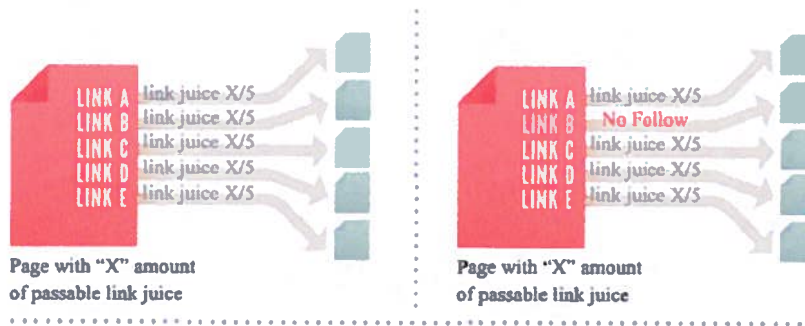 LINK A link juice X/5
LINK B link juice X/5
LINK C link juice X/5
LINK D link juice X/5
LINK E link juice X/5
Page with “X” amount
of passable link juice
LINK A link juice X/5
LINK B No Follow
LINK C link juice X/5
LINK D link juice X/5
LINK E link juice X/5
Page with “X” amount
of passable link juice